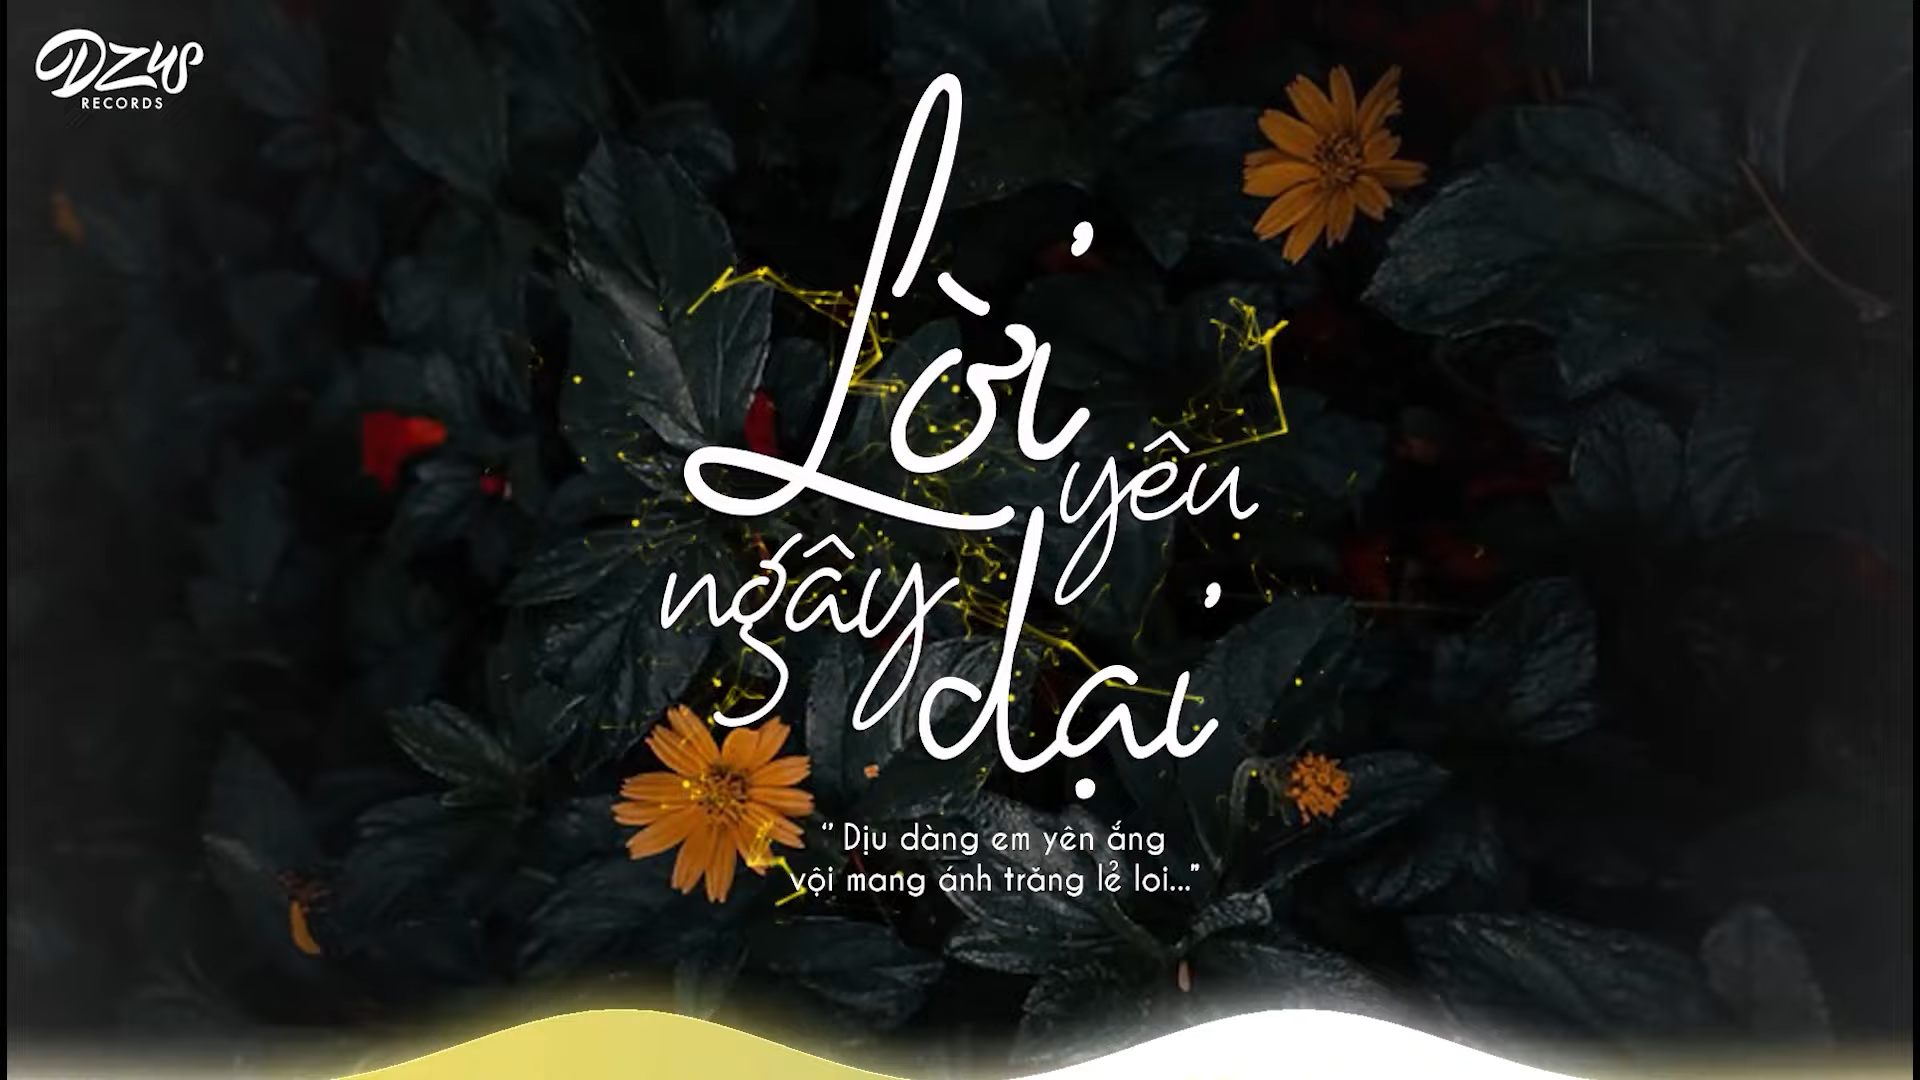 DZUS
RECORDS
Lời
yêu
ngây
dại
“ Dịu dàng em yên ắng
vội mang ánh trăng lẻ loi...”